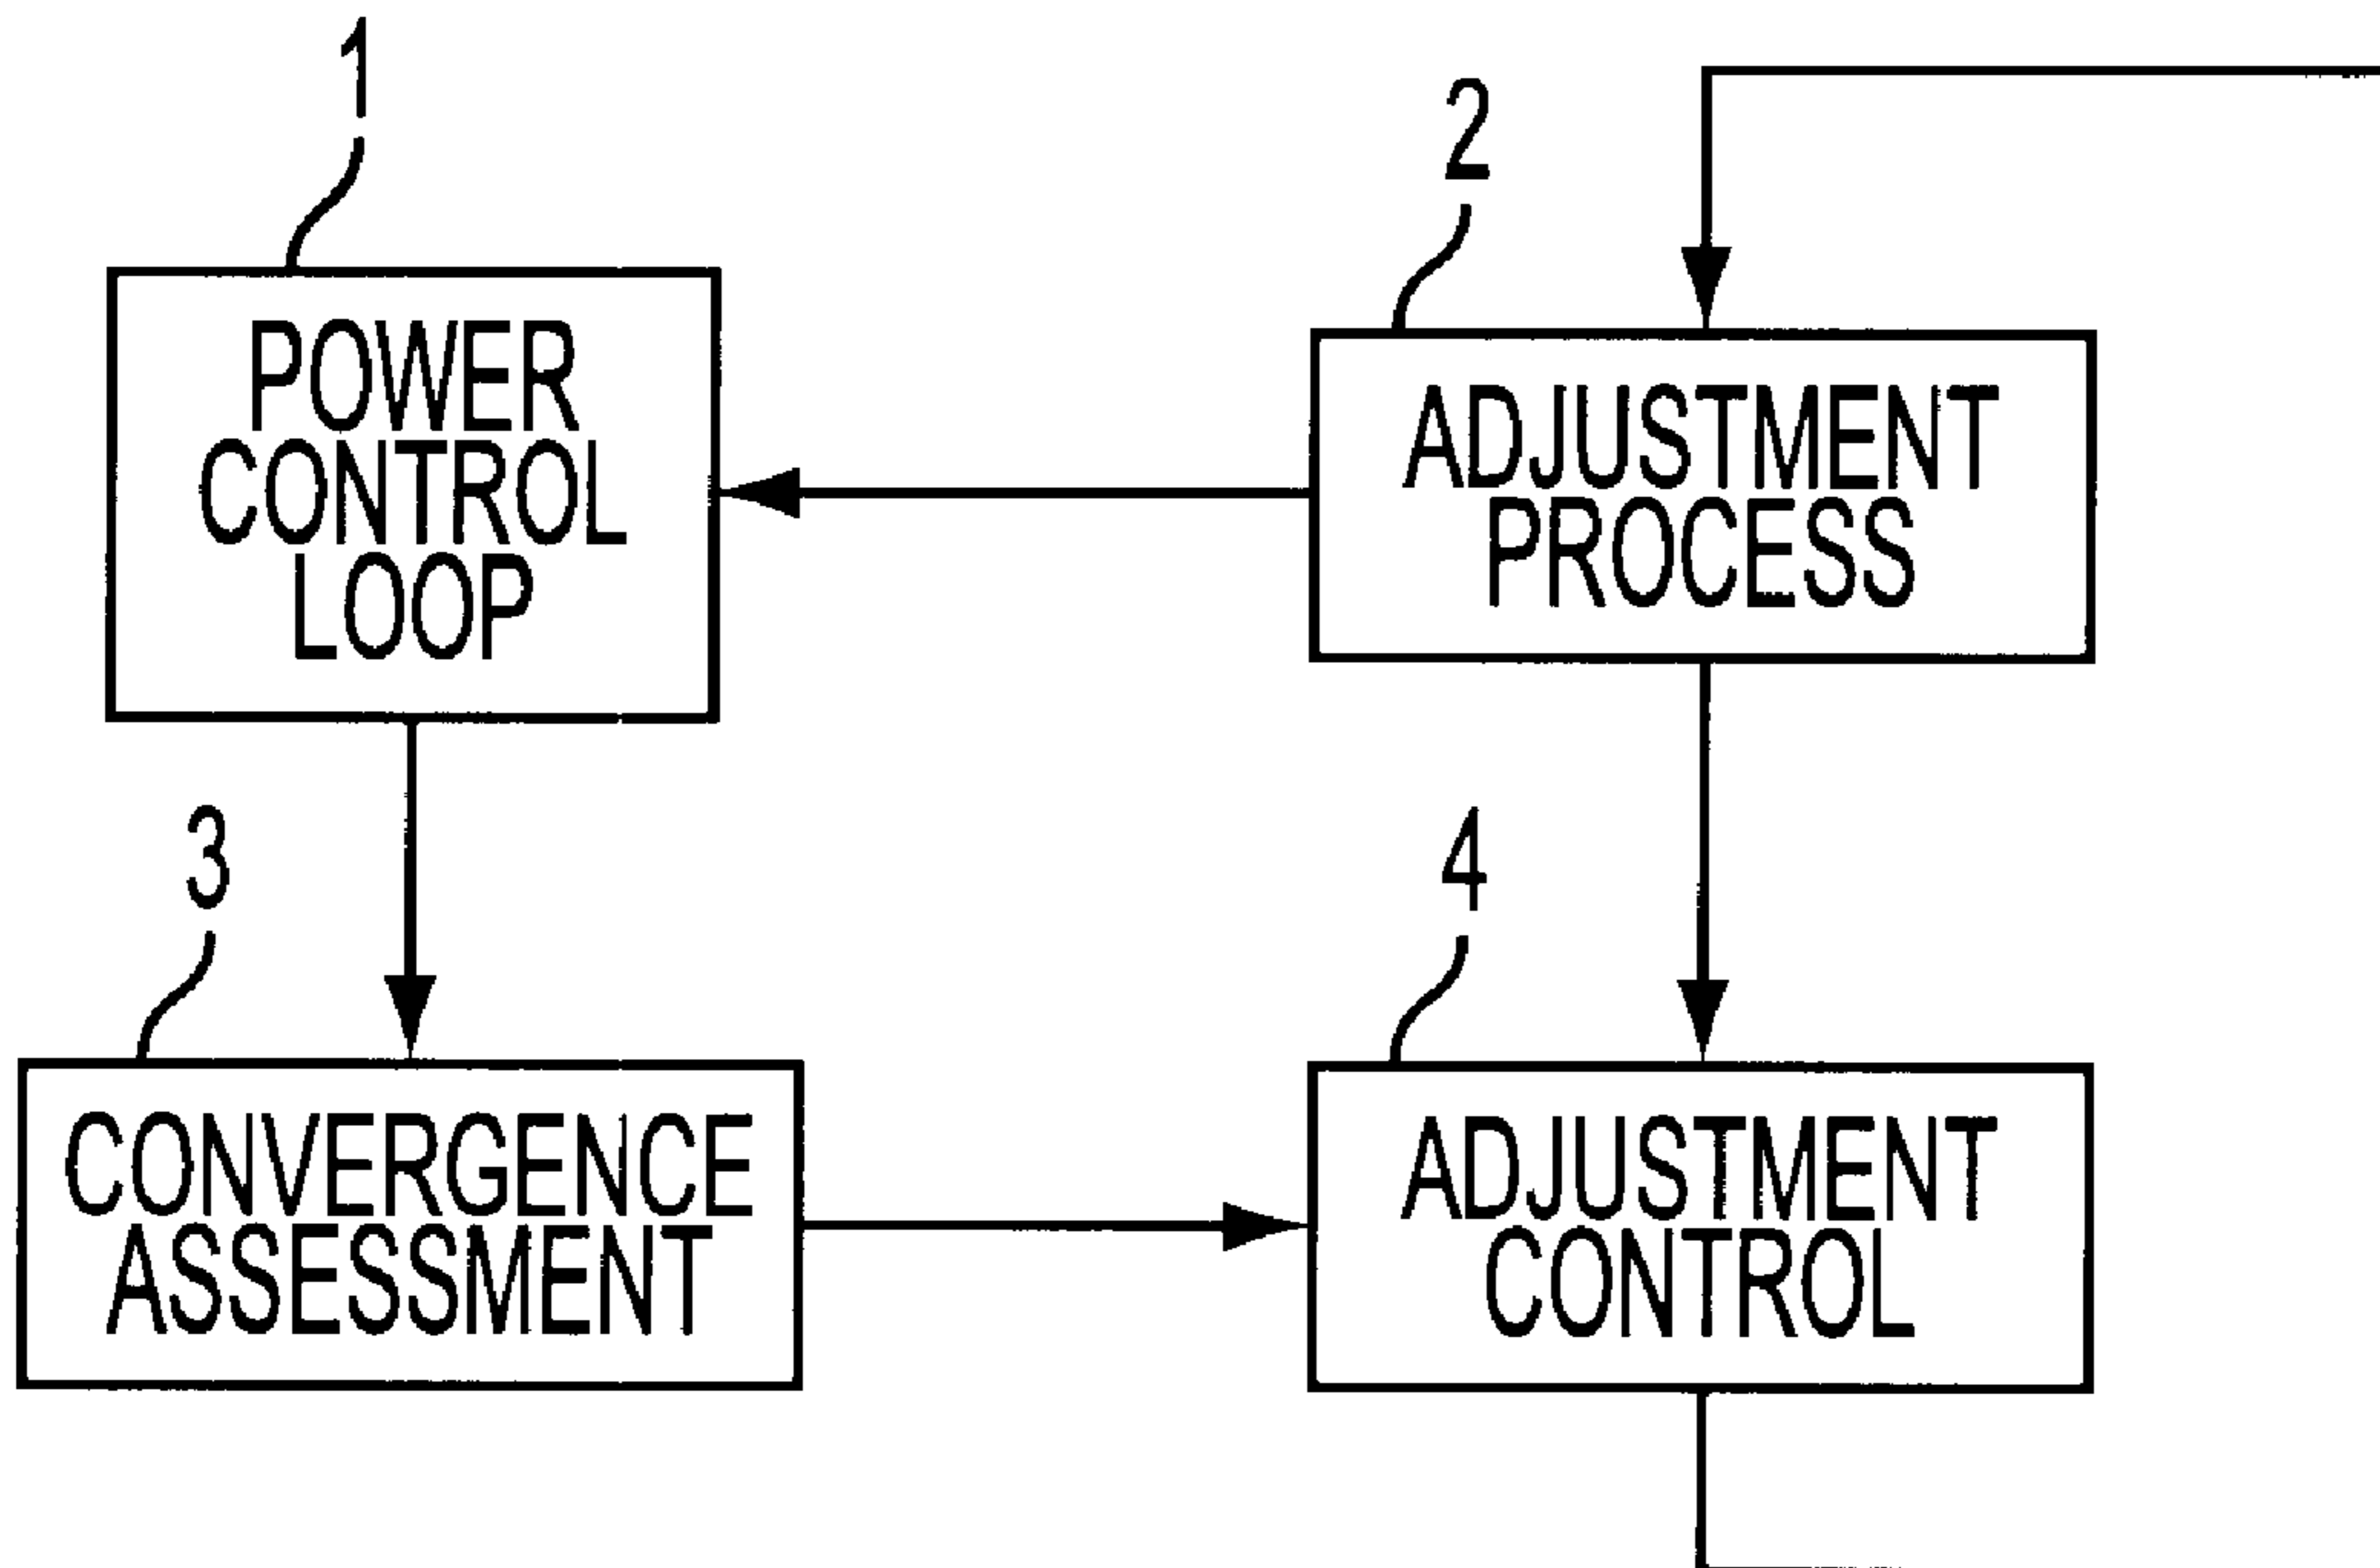 1
POWER
CONTROL
LOOP
2
ADJUSTMENT
PROCESS
3
CONVERGENCE
ASSESSMENT
4
ADJUSTMENT
CONTROL